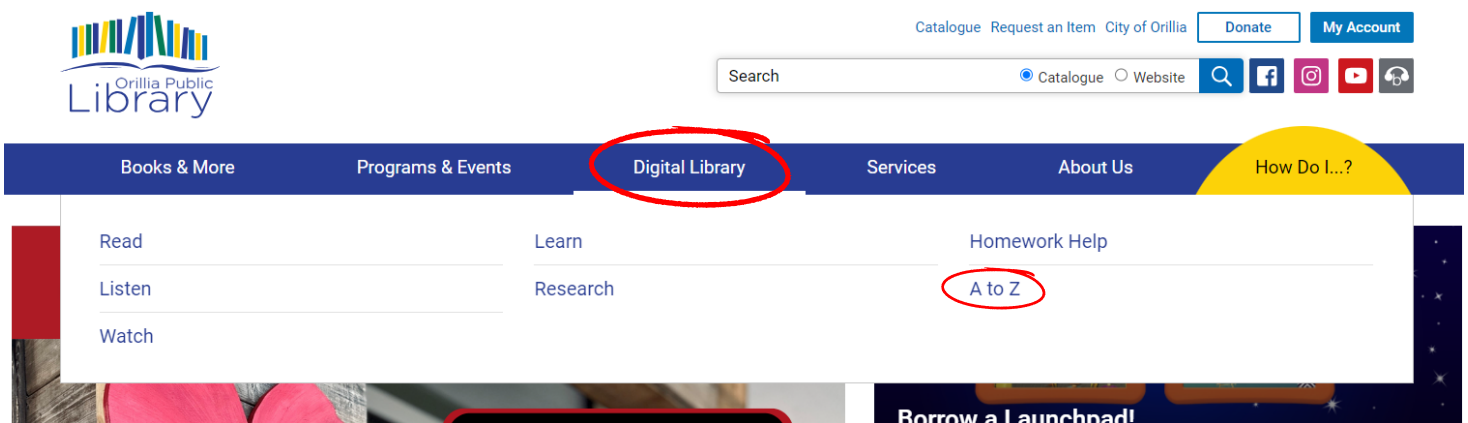 Catalogue Request an Item City of Orillia Donate My Account
Orillia Public
Library
Search Catalogue Website
Books & More Programs & Events Digital Library Services About Us How Do I...?
Read Learn Homework Help
Listen Research A to Z
Watch
Borrow a Launchpad!